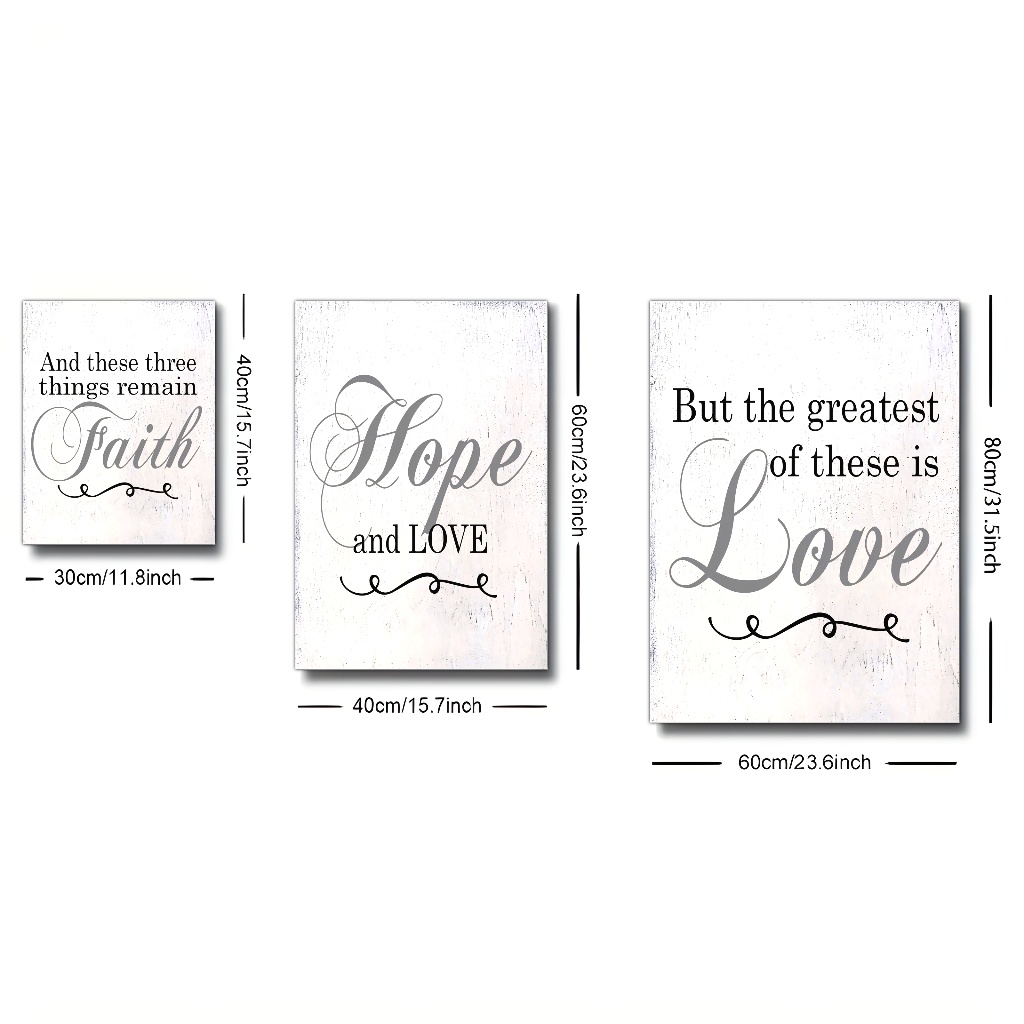 And these three
things remain
Faith
40cm/15.7inch
30cm/11.8inch
Hope
and LOVE
60cm/23.6inch
40cm/15.7inch
But the greatest
of these is
Love
80cm/31.5inch
60cm/23.6inch